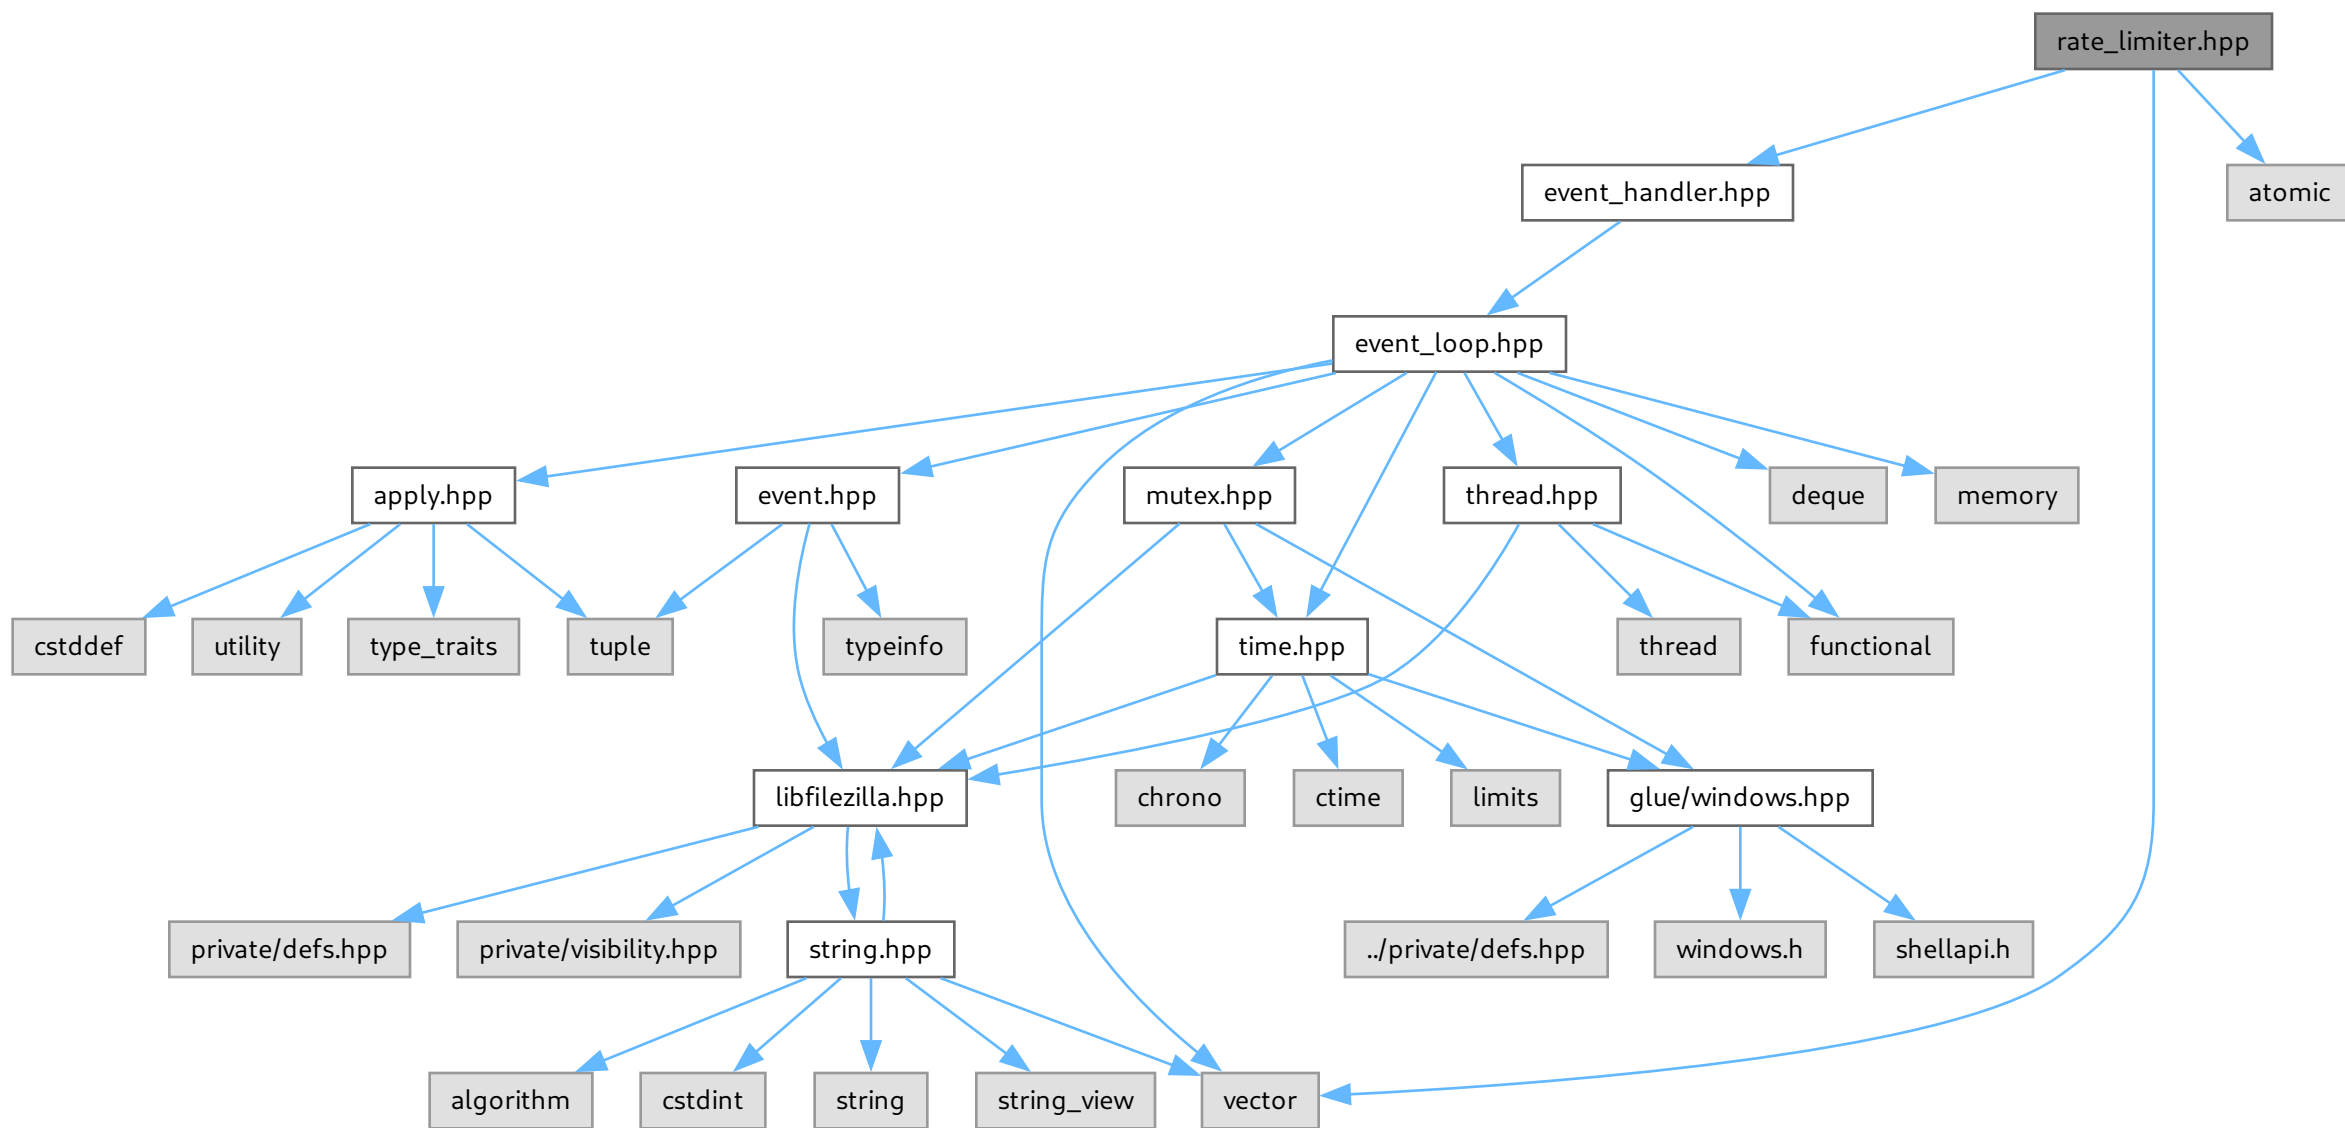 rate_limiter.hpp
event_handler.hpp
atomic
event_loop.hpp
apply.hpp
event.hpp
mutex.hpp
thread.hpp
deque
memory
cstddef
utility
type_traits
tuple
typeinfo
time.hpp
thread
functional
libfilezilla.hpp
chrono
ctime
limits
glue/windows.hpp
private/defs.hpp
private/visibility.hpp
string.hpp
../private/defs.hpp
windows.h
shellapi.h
algorithm
cstdint
string
string_view
vector